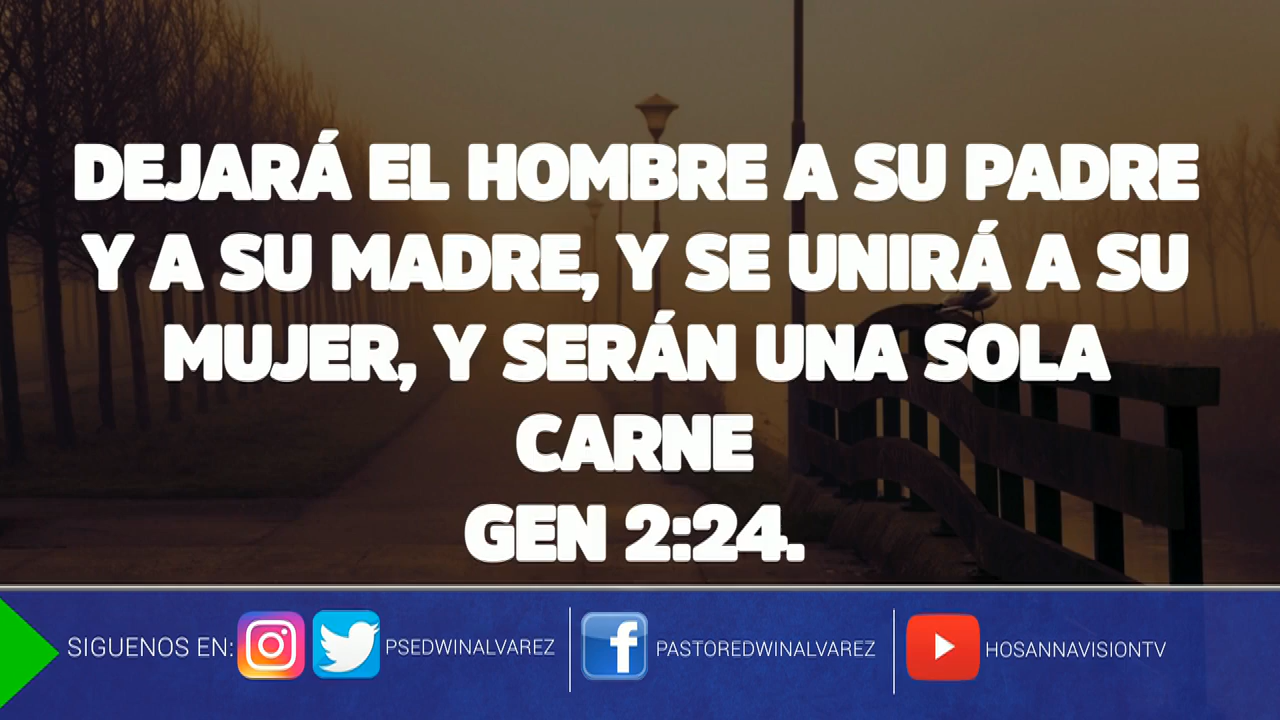 DEJARÁ EL HOMBRE A SU PADRE
Y A SU MADRE, Y SE UNIRÁ A SU
MUJER, Y SERÁN UNA SOLA
CARNE
GEN 2:24.
SIGUENOS EN: PSEDWINALVAREZ PASTOREDWINALVAREZ HOSANNAVISIONTV